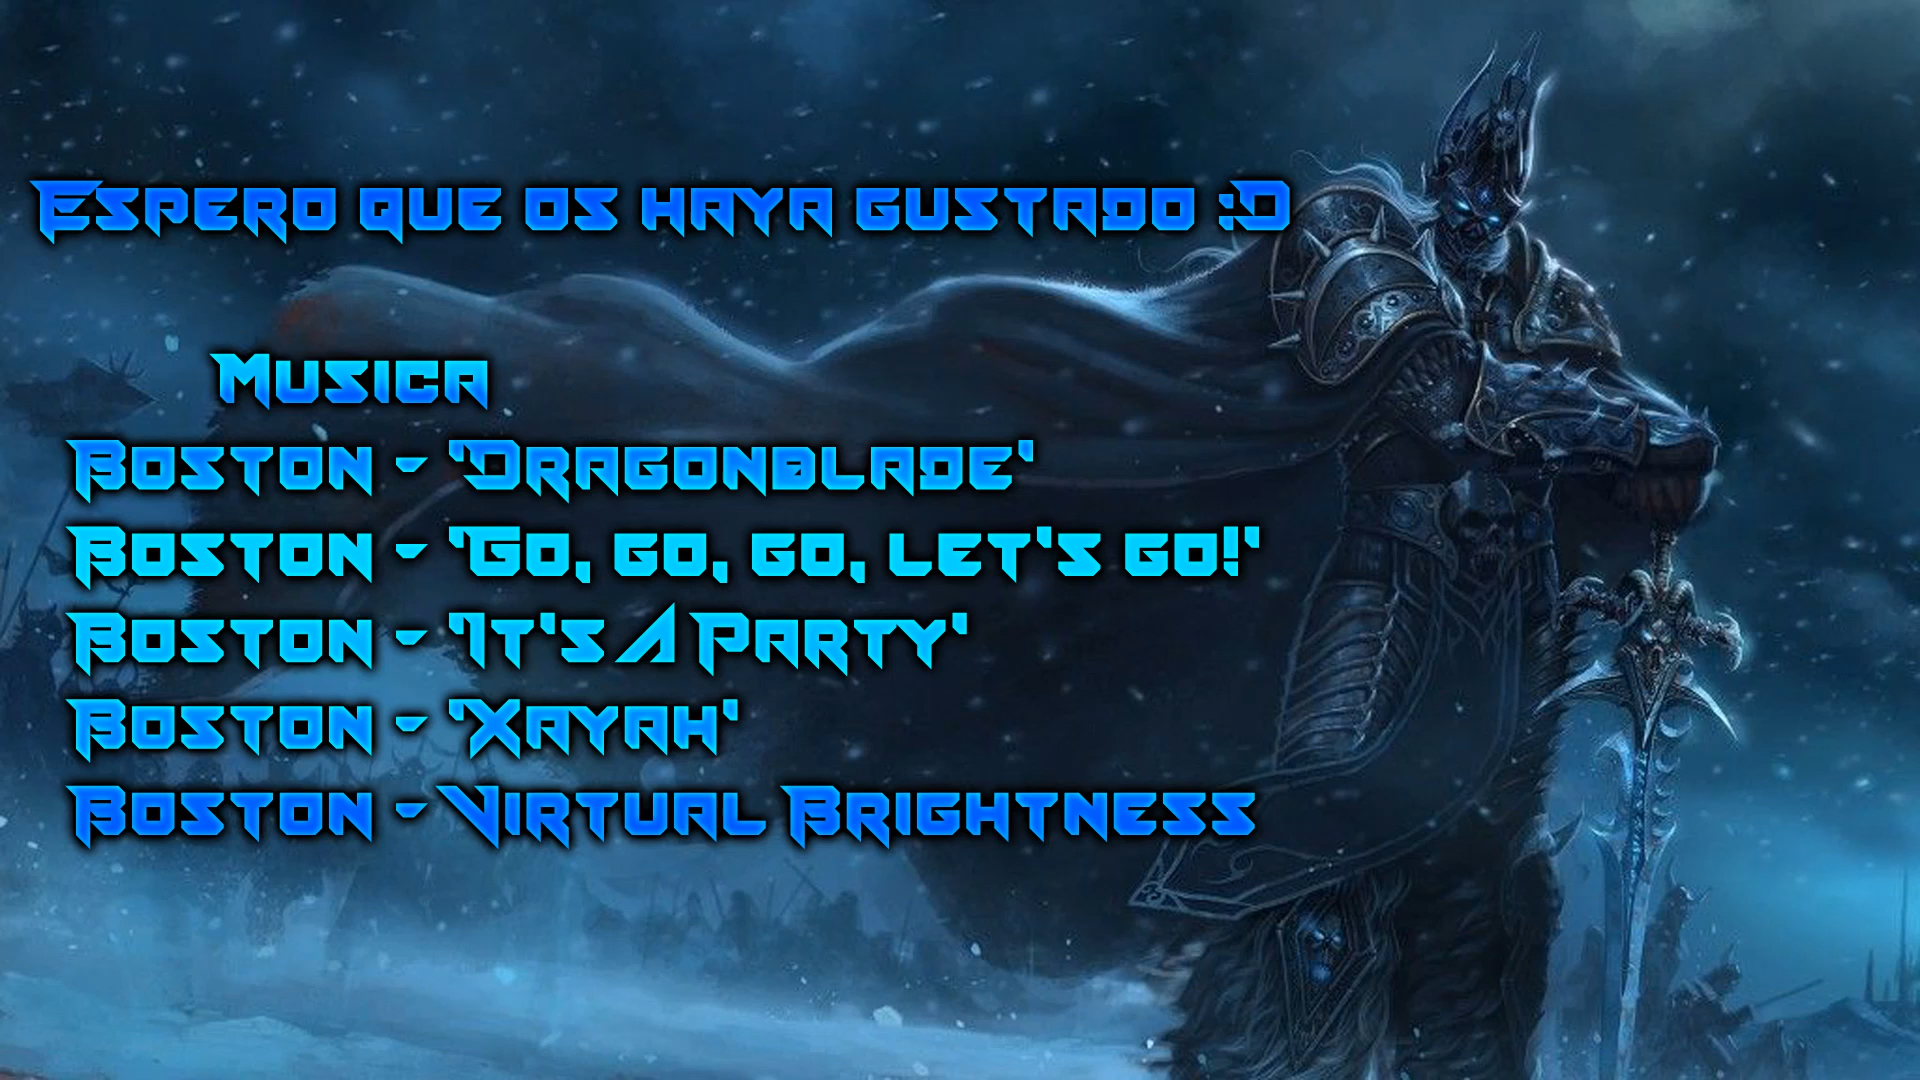 Espero que os haya gustado :D
Musica
Boston - 'Dragonblade'
Boston - 'Go, go, go, let's go!'
Boston - 'It's A Party'
Boston - 'Xayah'
Boston - Virtual Brightness